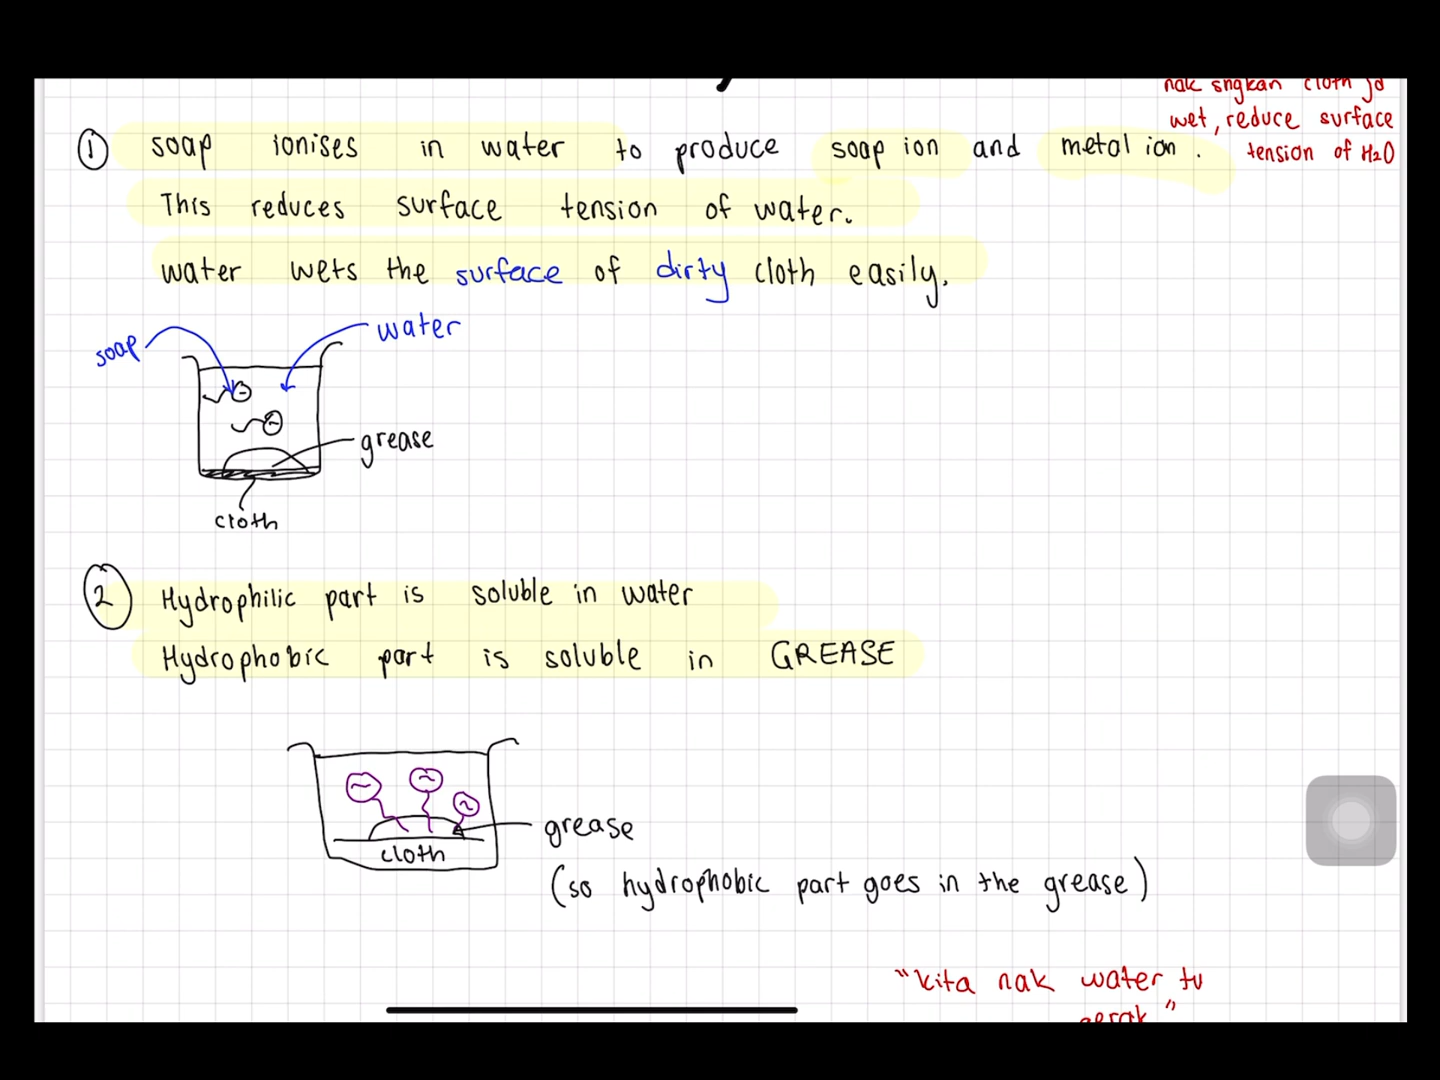 nak sngkan cloth jd
wet, reduce surface
tension of H2O
① soap ionises in water to produce soap ion and metal ion.
This reduces surface tension of water.
water wets the surface of dirty cloth easily.
soap
water
grease
cloth
② Hydrophilic part is soluble in water
Hydrophobic part is soluble in GREASE
grease
cloth
(so hydrophobic part goes in the grease)
"kita nak water tu
gerak"